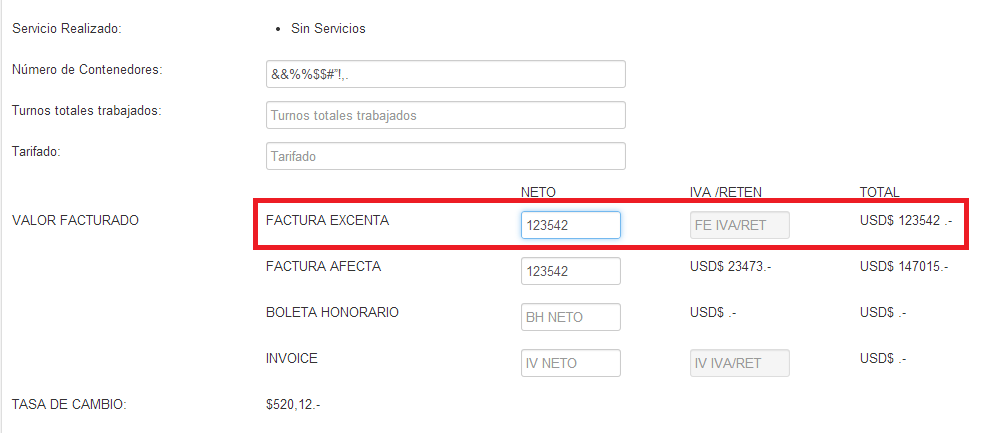 Servicio Realizado: • Sin Servicios
Número de Contenedores: &&%%$$#"!,.
Turnos totales trabajados: Turnos totales trabajados
Tarifado: Tarifado
NETO IVA /RETEN TOTAL
VALOR FACTURADO FACTURA EXCENTA 123542 FE IVA/RET USD$ 123542 .-
FACTURA AFECTA 123542 USD$ 23473.- USD$ 147015.-
BOLETA HONORARIO BH NETO USD$ .- USD$ .-
INVOICE IV NETO IV IVA/RET USD$ .-
TASA DE CAMBIO: $520,12.-